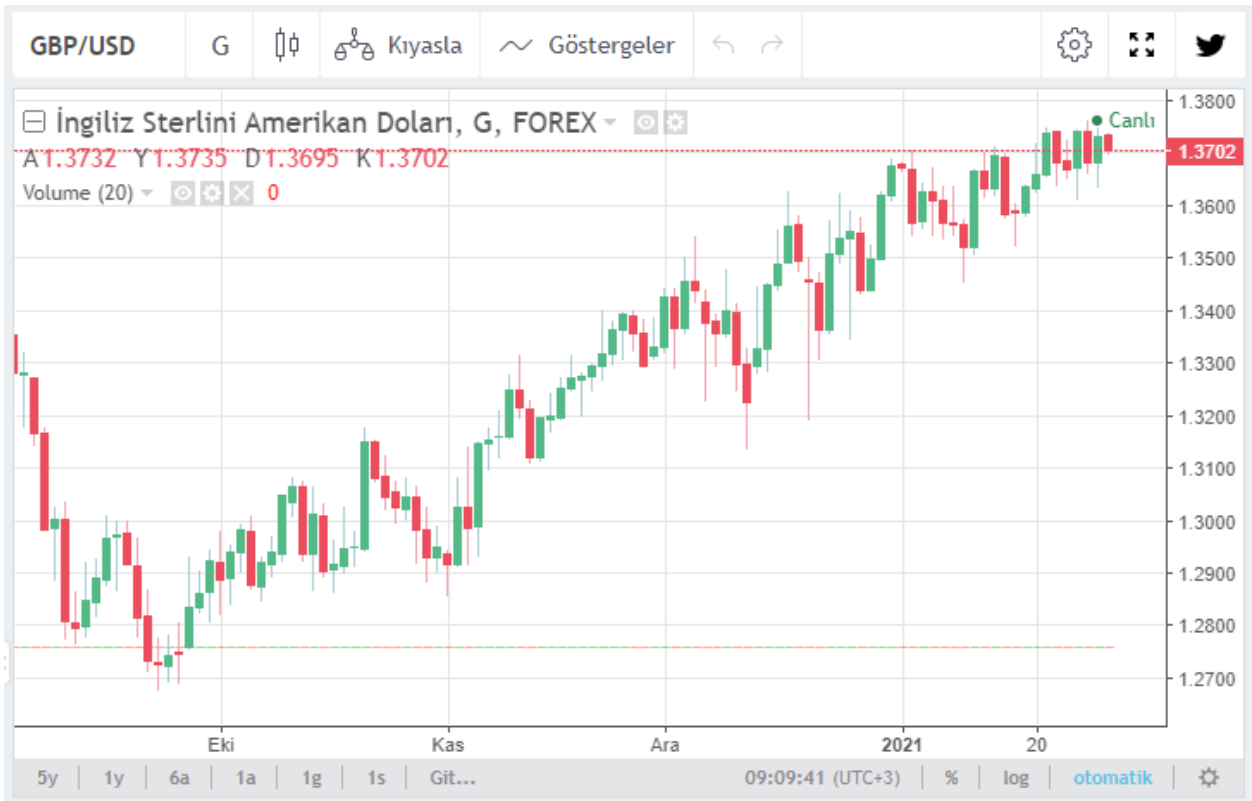 GBP/USD G Kıyasla Göstergeler
İngiliz Sterlini Amerikan Doları, G, FOREX
Canlı
A1.3732 Y1.3735 D1.3695 K1.3702
Volume (20) 0
1.3800
1.3702
1.3600
1.3500
1.3400
1.3300
1.3200
1.3100
1.3000
1.2900
1.2800
1.2700
Eki Kas Ara 2021 20
5y 1y 6a 1a 1g 1s Git... 09:09:41 (UTC+3) % log otomatik